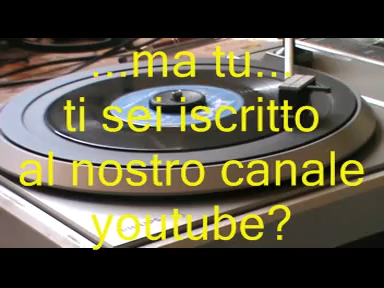 ...ma tu...
ti sei iscritto
al nostro canale
youtube?